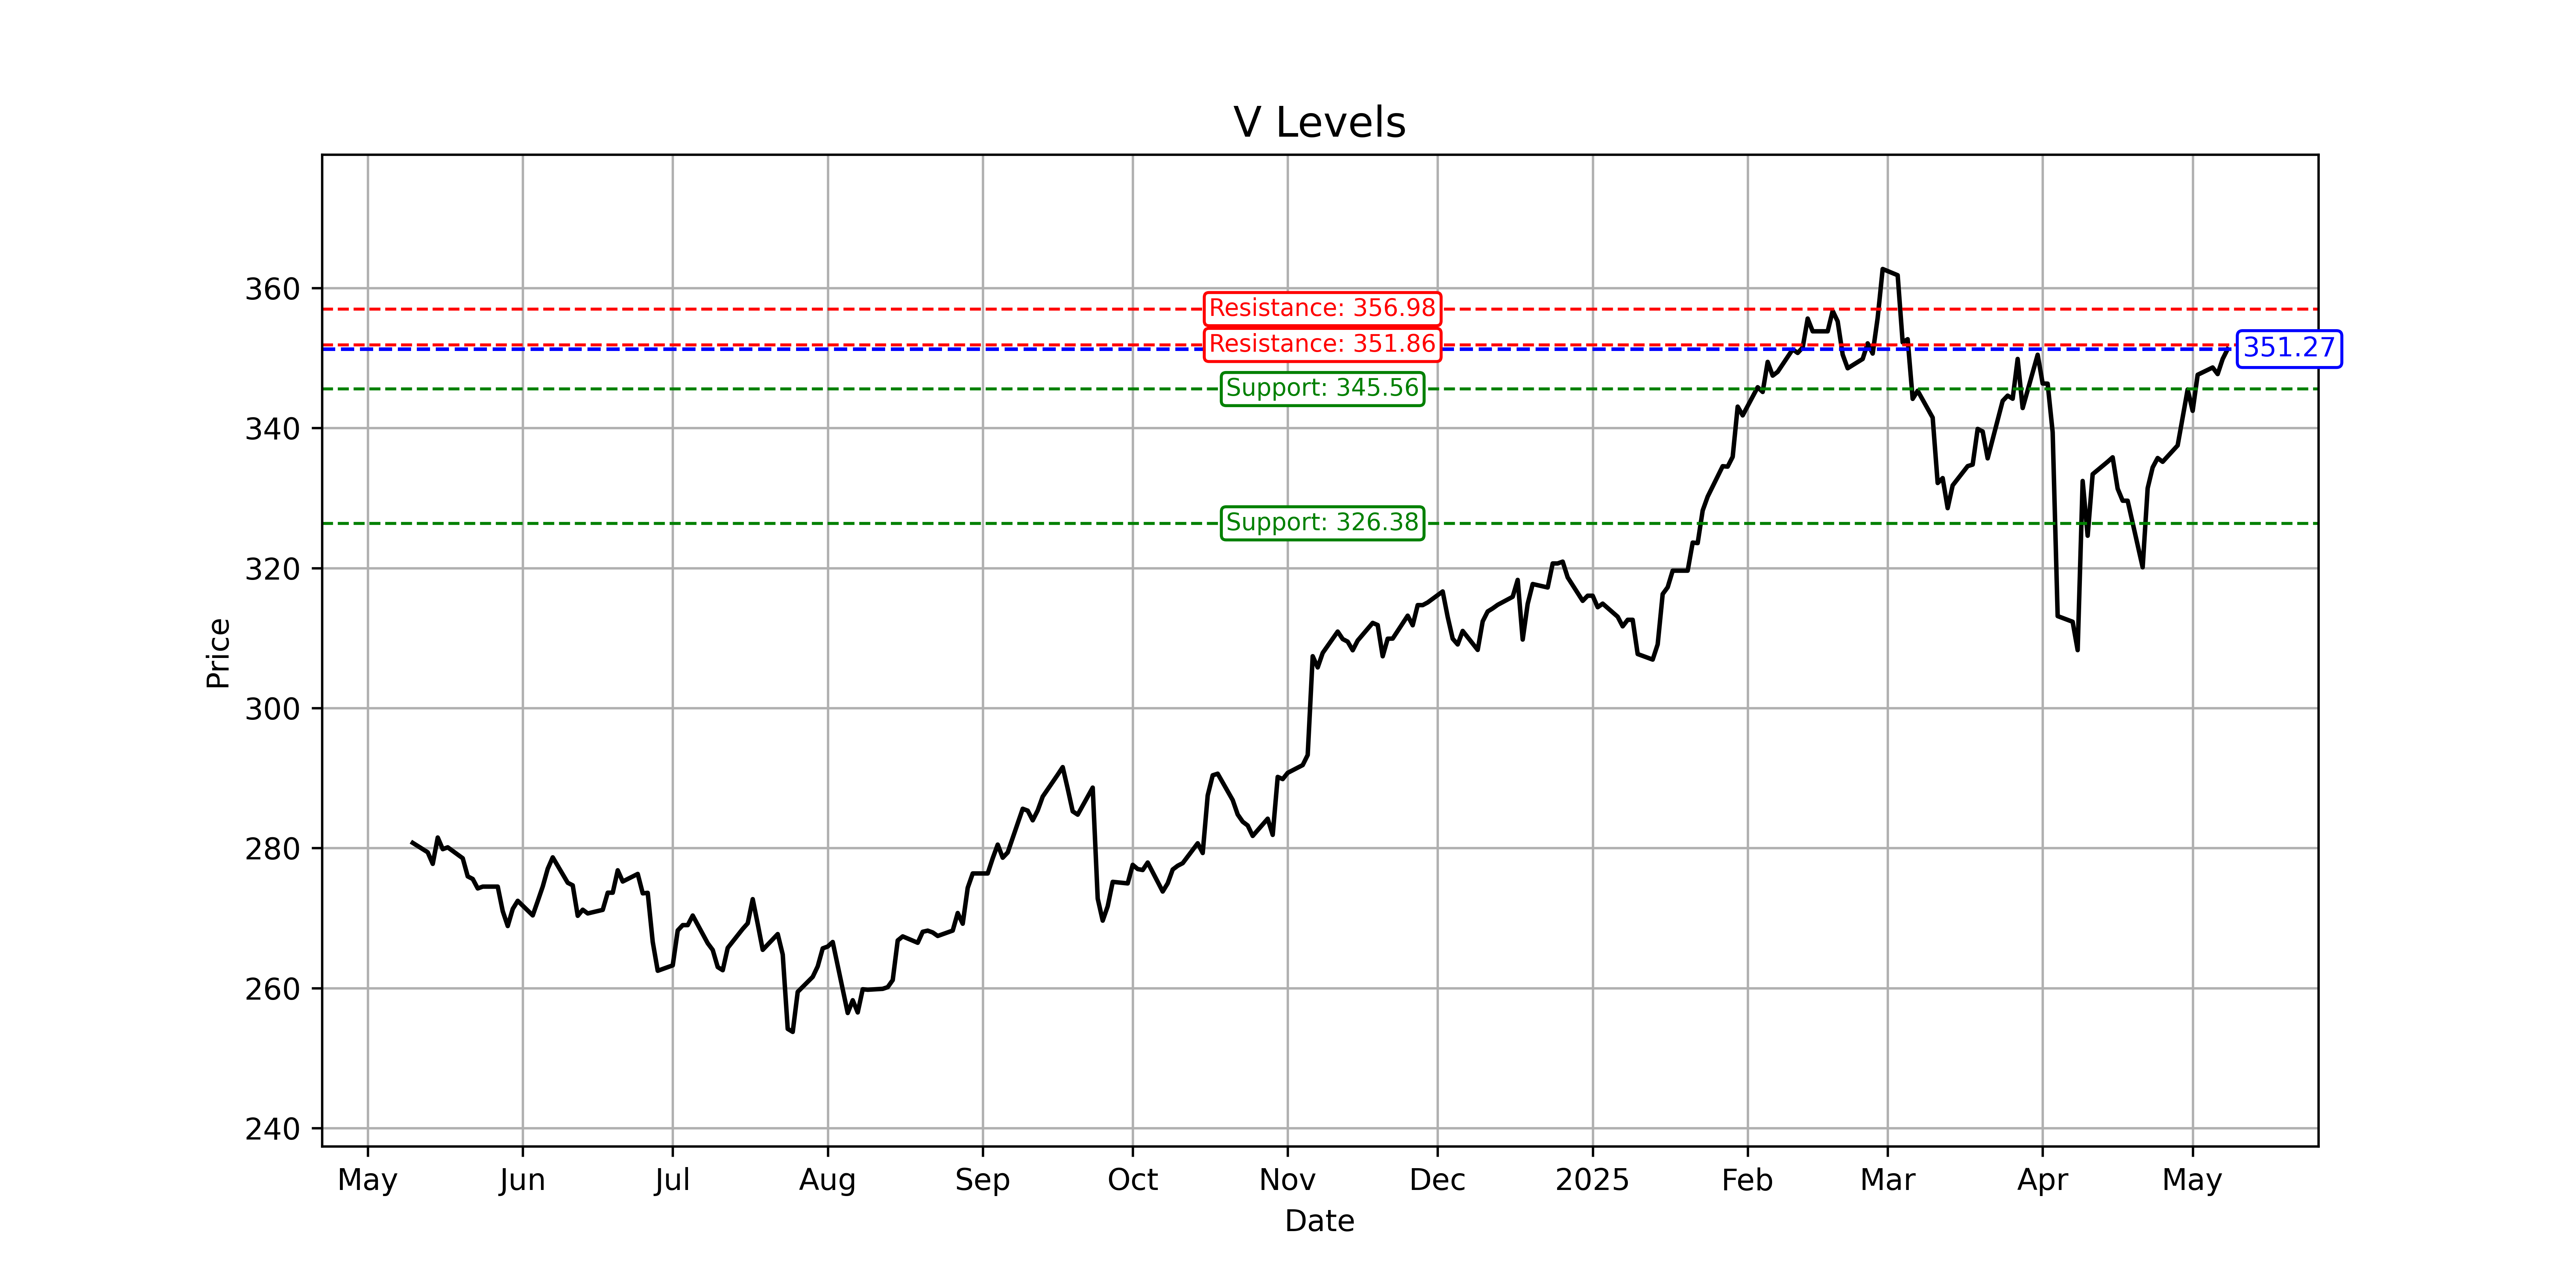 V Levels
360
340
320
300
280
260
240
Price
Resistance: 356.98
Resistance: 351.86
351.27
Support: 345.56
Support: 326.38
May Jun Jul Aug Sep Oct Nov Dec 2025 Feb Mar Apr May
Date